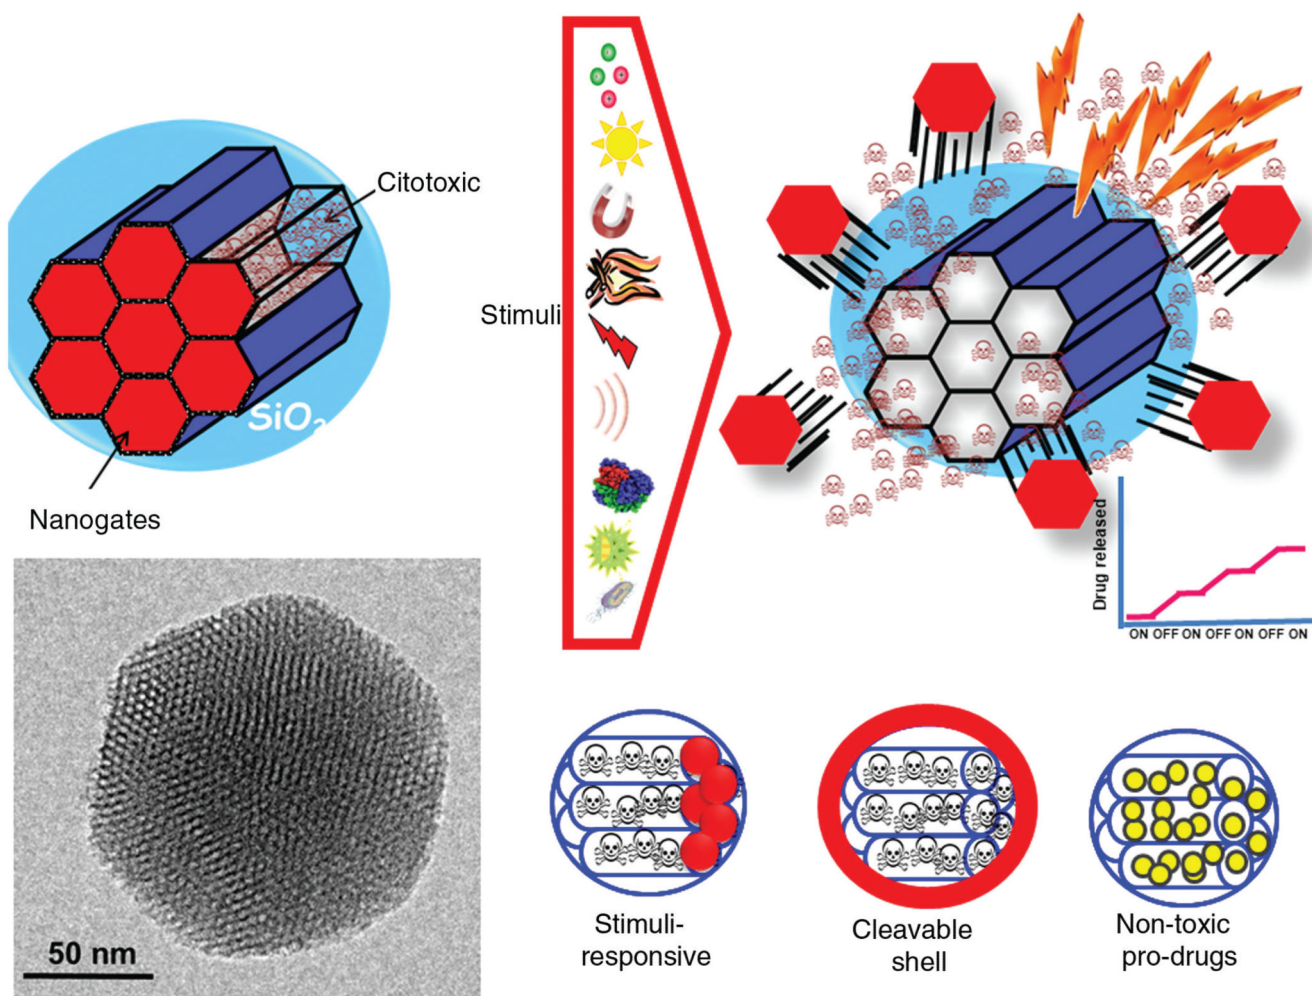 Citotoxic
Stimuli
SiO₂
Nanogates
Drug released
ON OFF ON OFF ON OFF ON
50 nm
Stimuli-
responsive
Cleavable
shell
Non-toxic
pro-drugs